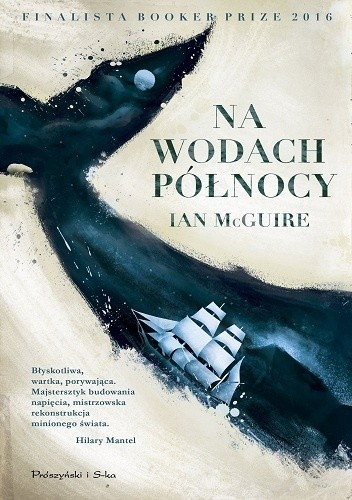 FINALISTA BOOKER PRIZE 2016
NA
WODACH
PÓŁNOCY
IAN McGUIRE
Błyskotliwa,
wartka, porywająca.
Majstersztyk budowania
napięcia, mistrzowska
rekonstrukcja
minionego świata.
Hilary Mantel
Prószyński i S-ka